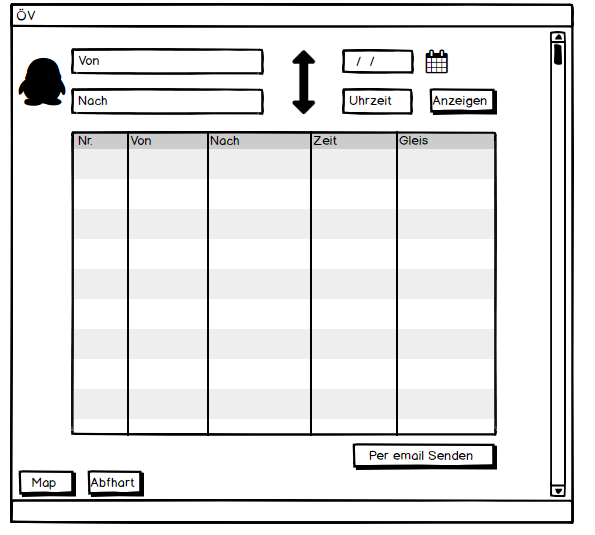 ÖV
Von
/ /
Nach
Uhrzeit
Anzeigen
Nr. Von Nach Zeit Gleis
Per email Senden
Map
Abfhart